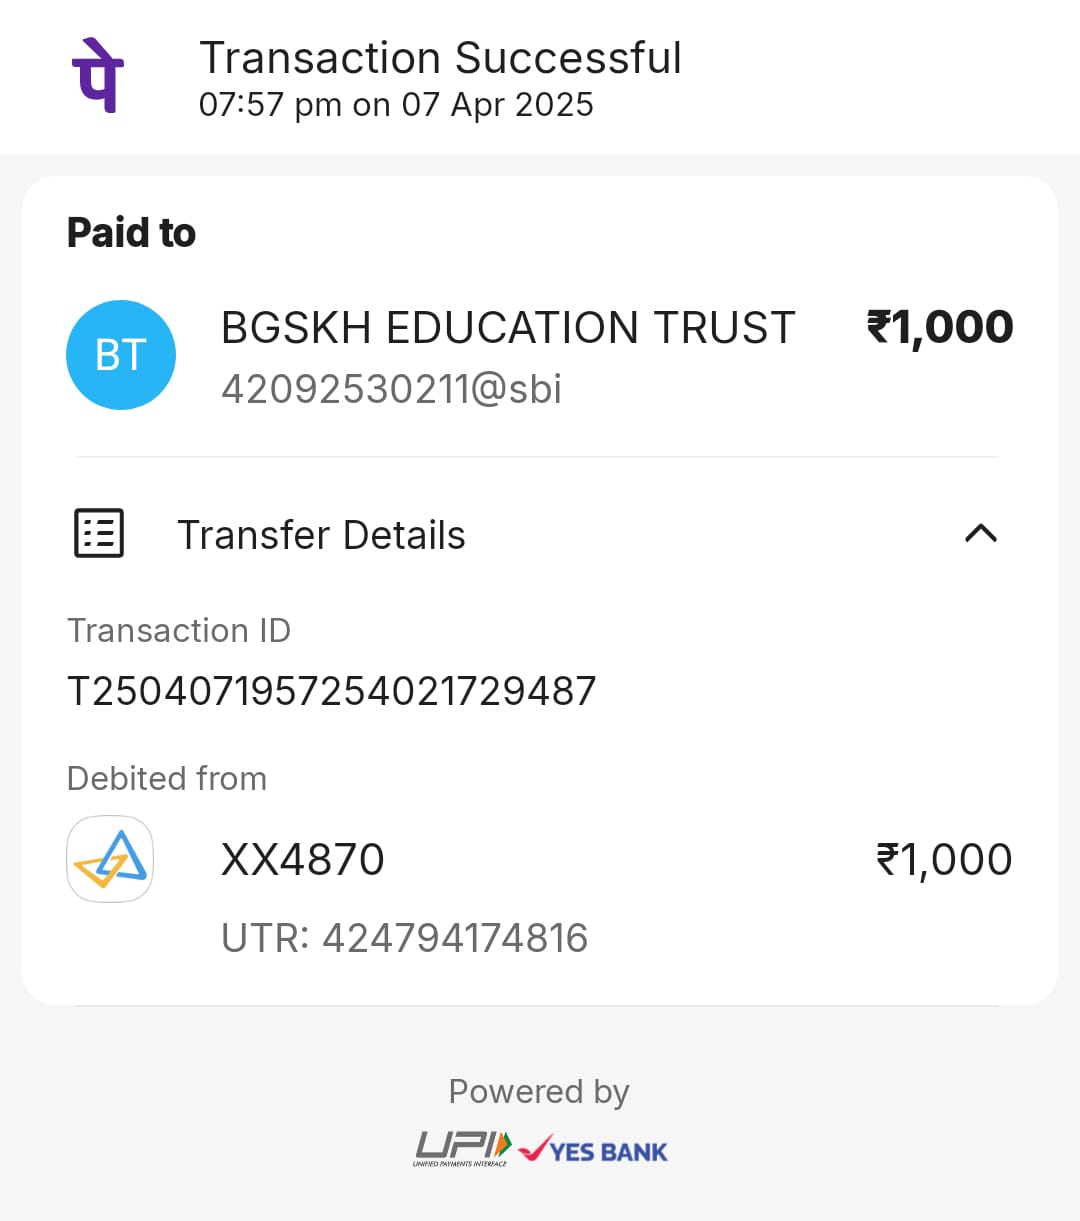 पे
Transaction Successful
07:57 pm on 07 Apr 2025
Paid to
BT
BGSKH EDUCATION TRUST ₹1,000
42092530211@sbi
Transfer Details
Transaction ID
T2504071957254021729487
Debited from
XX4870 ₹1,000
UTR: 424794174816
Powered by
UPI YES BANK
UNIFIED PAYMENTS INTERFACE